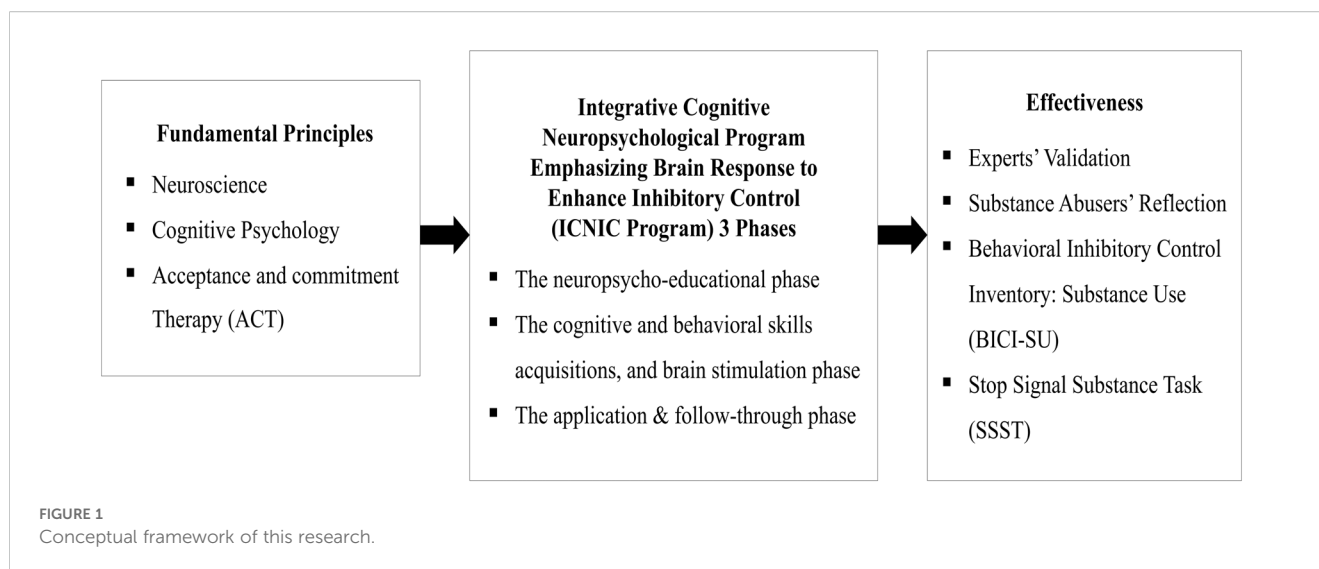 Fundamental Principles
▪ Neuroscience
▪ Cognitive Psychology
▪ Acceptance and commitment
Therapy (ACT)
Integrative Cognitive
Neuropsychological Program
Emphasizing Brain Response to
Enhance Inhibitory Control
(ICNIC Program) 3 Phases
▪ The neuropsycho-educational phase
▪ The cognitive and behavioral skills
acquisitions, and brain stimulation phase
▪ The application & follow-through phase
Effectiveness
▪ Experts’ Validation
▪ Substance Abusers’ Reflection
▪ Behavioral Inhibitory Control
Inventory: Substance Use
(BICI-SU)
▪ Stop Signal Substance Task
(SSST)
FIGURE 1
Conceptual framework of this research.